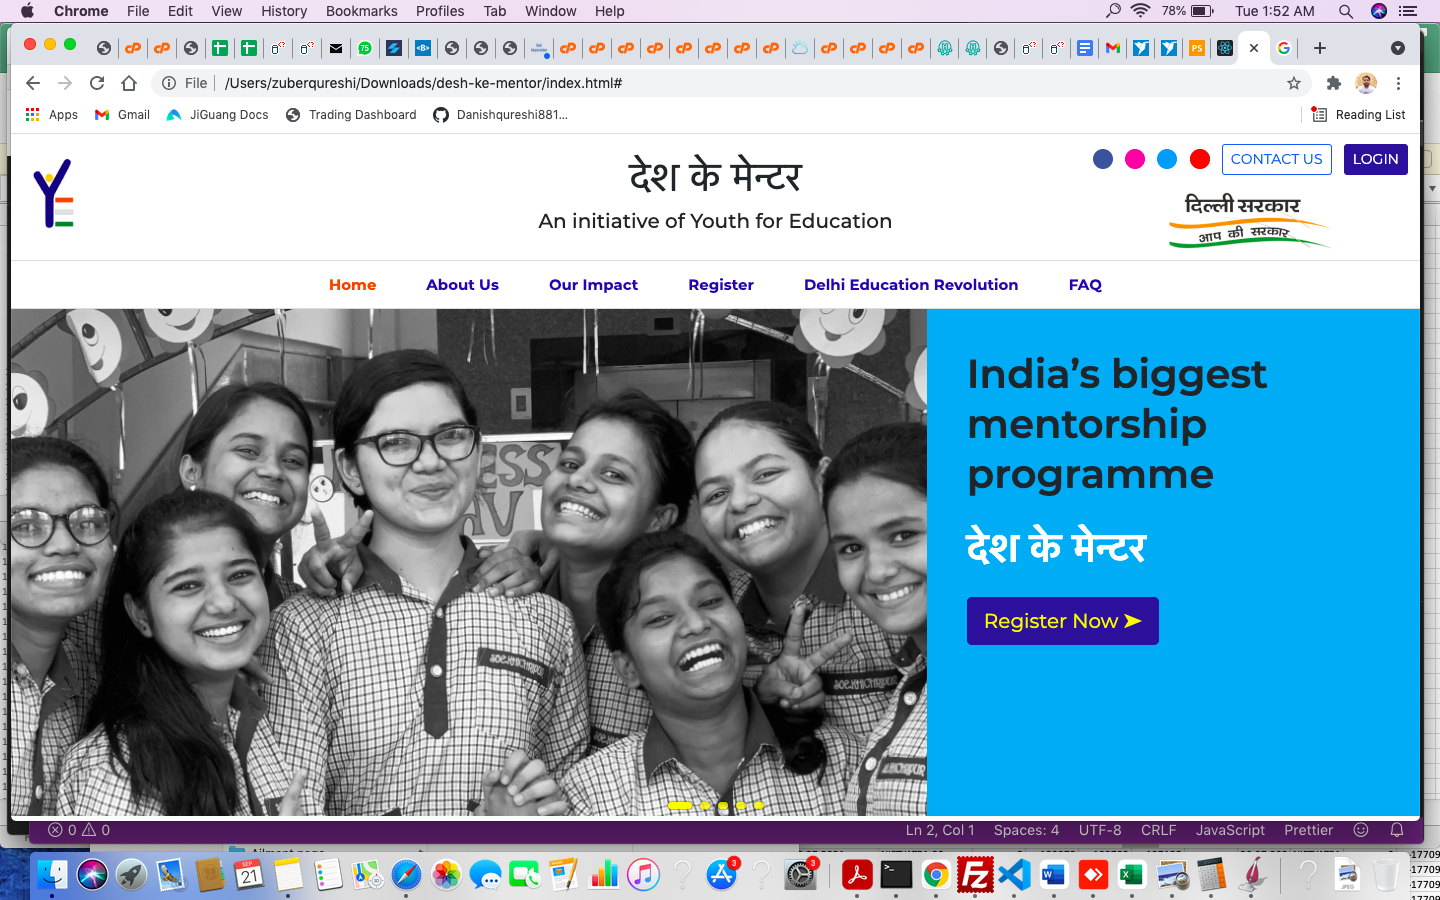 Chrome File Edit View History Bookmarks Profiles Tab Window Help 78% Tue 1:52 AM
File /Users/zuberqureshi/Downloads/desh-ke-mentor/index.html#
Apps Gmail JiGuang Docs Trading Dashboard Danishqureshi881... Reading List
देश के मेन्टर
An initiative of Youth for Education
CONTACT US LOGIN
दिल्ली सरकार
आप की सरकार
Home About Us Our Impact Register Delhi Education Revolution FAQ
India’s biggest
mentorship
programme
देश के मेन्टर
Register Now
0 0 Ln 2, Col 1 Spaces: 4 UTF-8 CRLF JavaScript Prettier
SEP
21
3
3
JPEG